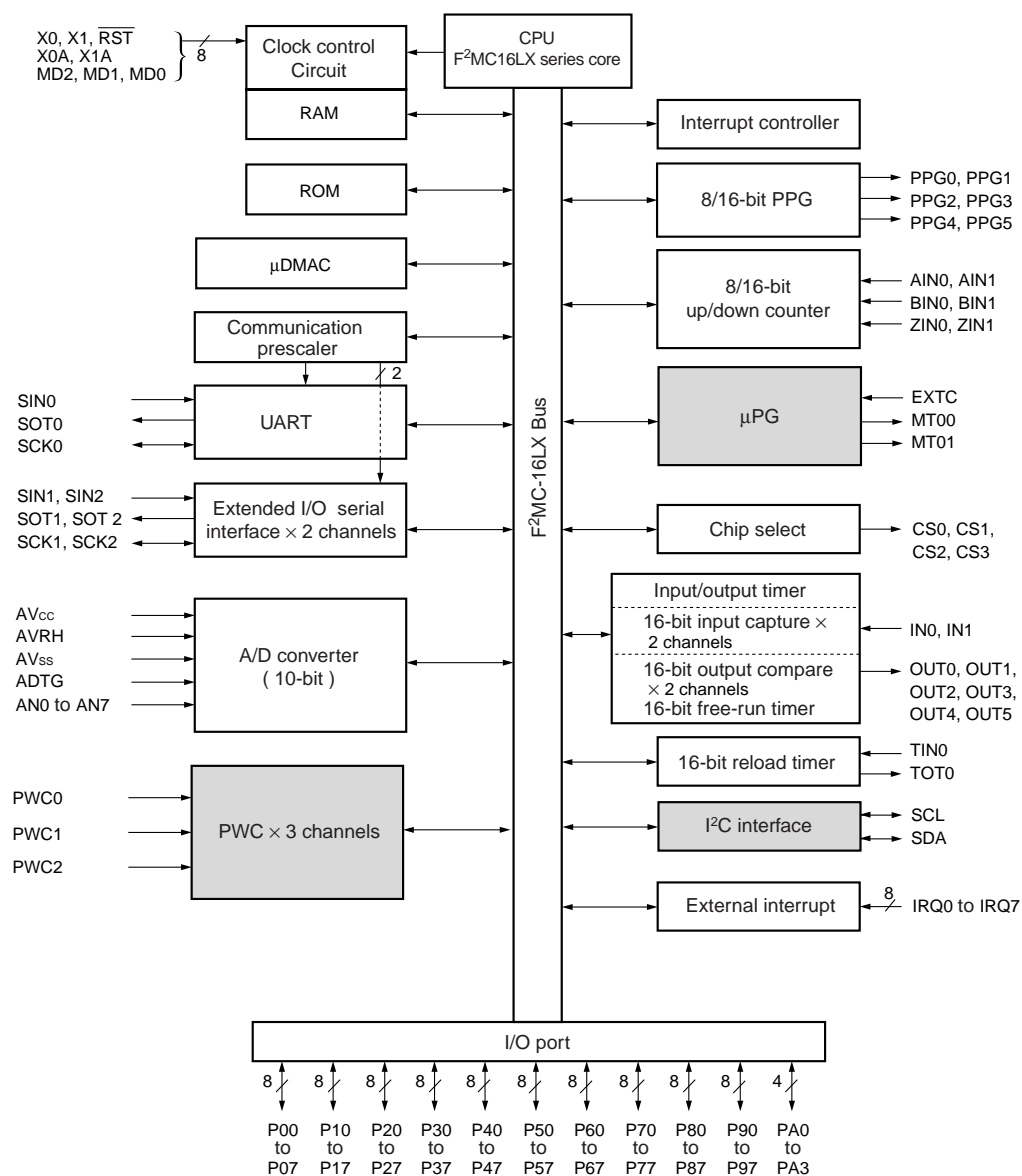 X0, X1, RST
X0A, X1A
MD2, MD1, MD0
8
Clock control
Circuit
CPU
F²MC16LX series core
RAM
Interrupt controller
ROM
8/16-bit PPG
PPG0, PPG1
PPG2, PPG3
PPG4, PPG5
µDMAC
8/16-bit
up/down counter
AIN0, AIN1
BIN0, BIN1
ZIN0, ZIN1
Communication
prescaler
2
SIN0
SOT0
SCK0
UART
F²MC-16LX Bus
µPG
EXTC
MT00
MT01
SIN1, SIN2
SOT1, SOT 2
SCK1, SCK2
Extended I/O serial
interface × 2 channels
Chip select
CS0, CS1,
CS2, CS3
AVcc
AVRH
AVss
ADTG
AN0 to AN7
A/D converter
( 10-bit )
Input/output timer
16-bit input capture ×
2 channels
16-bit output compare
× 2 channels
16-bit free-run timer
IN0, IN1
OUT0, OUT1,
OUT2, OUT3,
OUT4, OUT5
16-bit reload timer
TIN0
TOT0
PWC0
PWC1
PWC2
PWC × 3 channels
I²C interface
SCL
SDA
External interrupt
8
IRQ0 to IRQ7
I/O port
8 8 8 8 8 8 8 8 8 8 4
P00 P10 P20 P30 P40 P50 P60 P70 P80 P90 PA0
to to to to to to to to to to to
P07 P17 P27 P37 P47 P57 P67 P77 P87 P97 PA3